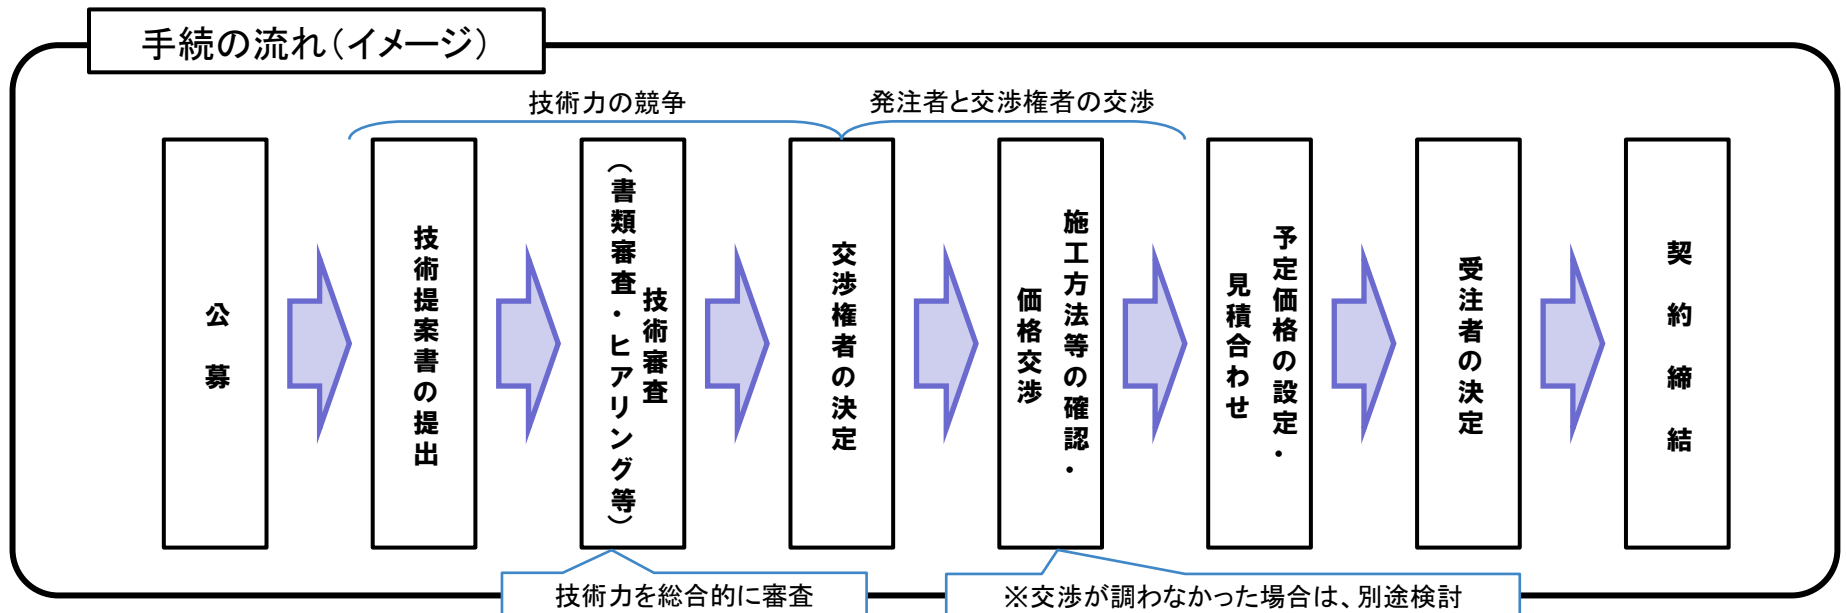 手続の流れ（イメージ）
技術力の競争
発注者と交渉権者の交渉
公募
技術提案書の提出
技術審査
（書類審査・ヒアリング等）
交渉権者の決定
施工方法等の確認・
価格交渉
予定価格の設定・
見積合わせ
受注者の決定
契約締結
技術力を総合的に審査
※交渉が調わなかった場合は、別途検討